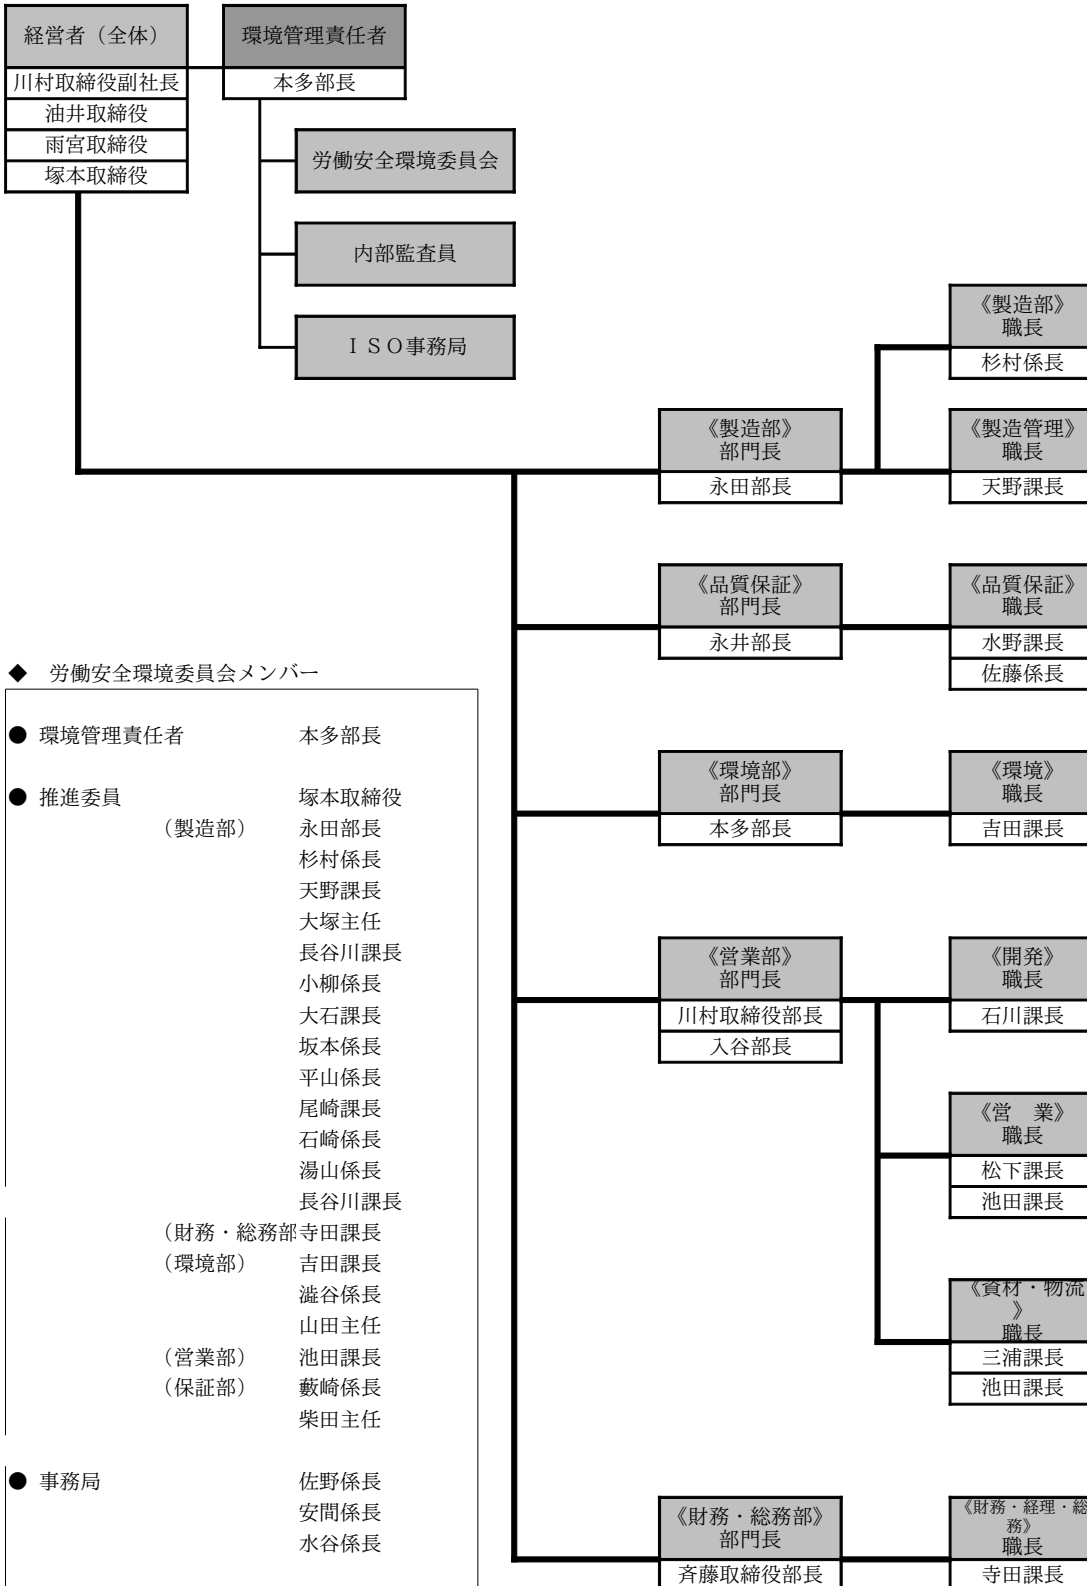 経営者（全体）
川村取締役副社長
油井取締役
雨宮取締役
塚本取締役
環境管理責任者
本多部長
労働安全環境委員会
内部監査員
ＩＳＯ事務局
《製造部》
部門長
永田部長
《製造部》
職長
杉村係長
《製造管理》
職長
天野課長
《品質保証》
部門長
永井部長
《品質保証》
職長
水野課長
佐藤係長
《環境部》
部門長
本多部長
《環境》
職長
吉田課長
《営業部》
部門長
川村取締役部長
入谷部長
《開発》
職長
石川課長
《営　業》
職長
松下課長
池田課長
《資材・物流
》
職長
三浦課長
池田課長
《財務・総務部》
部門長
斉藤取締役部長
《財務・経理・総
務》
職長
寺田課長
◆　労働安全環境委員会メンバー
● 環境管理責任者　本多部長
● 推進委員　塚本取締役
（製造部）　永田部長
杉村係長
天野課長
大塚主任
長谷川課長
小柳係長
大石課長
坂本係長
平山係長
尾崎課長
石崎係長
湯山係長
長谷川課長
（財務・総務部 寺田課長
（環境部）　吉田課長
澁谷係長
山田主任
（営業部）　池田課長
（保証部）　藪崎係長
柴田主任
● 事務局　佐野係長
安間係長
水谷係長